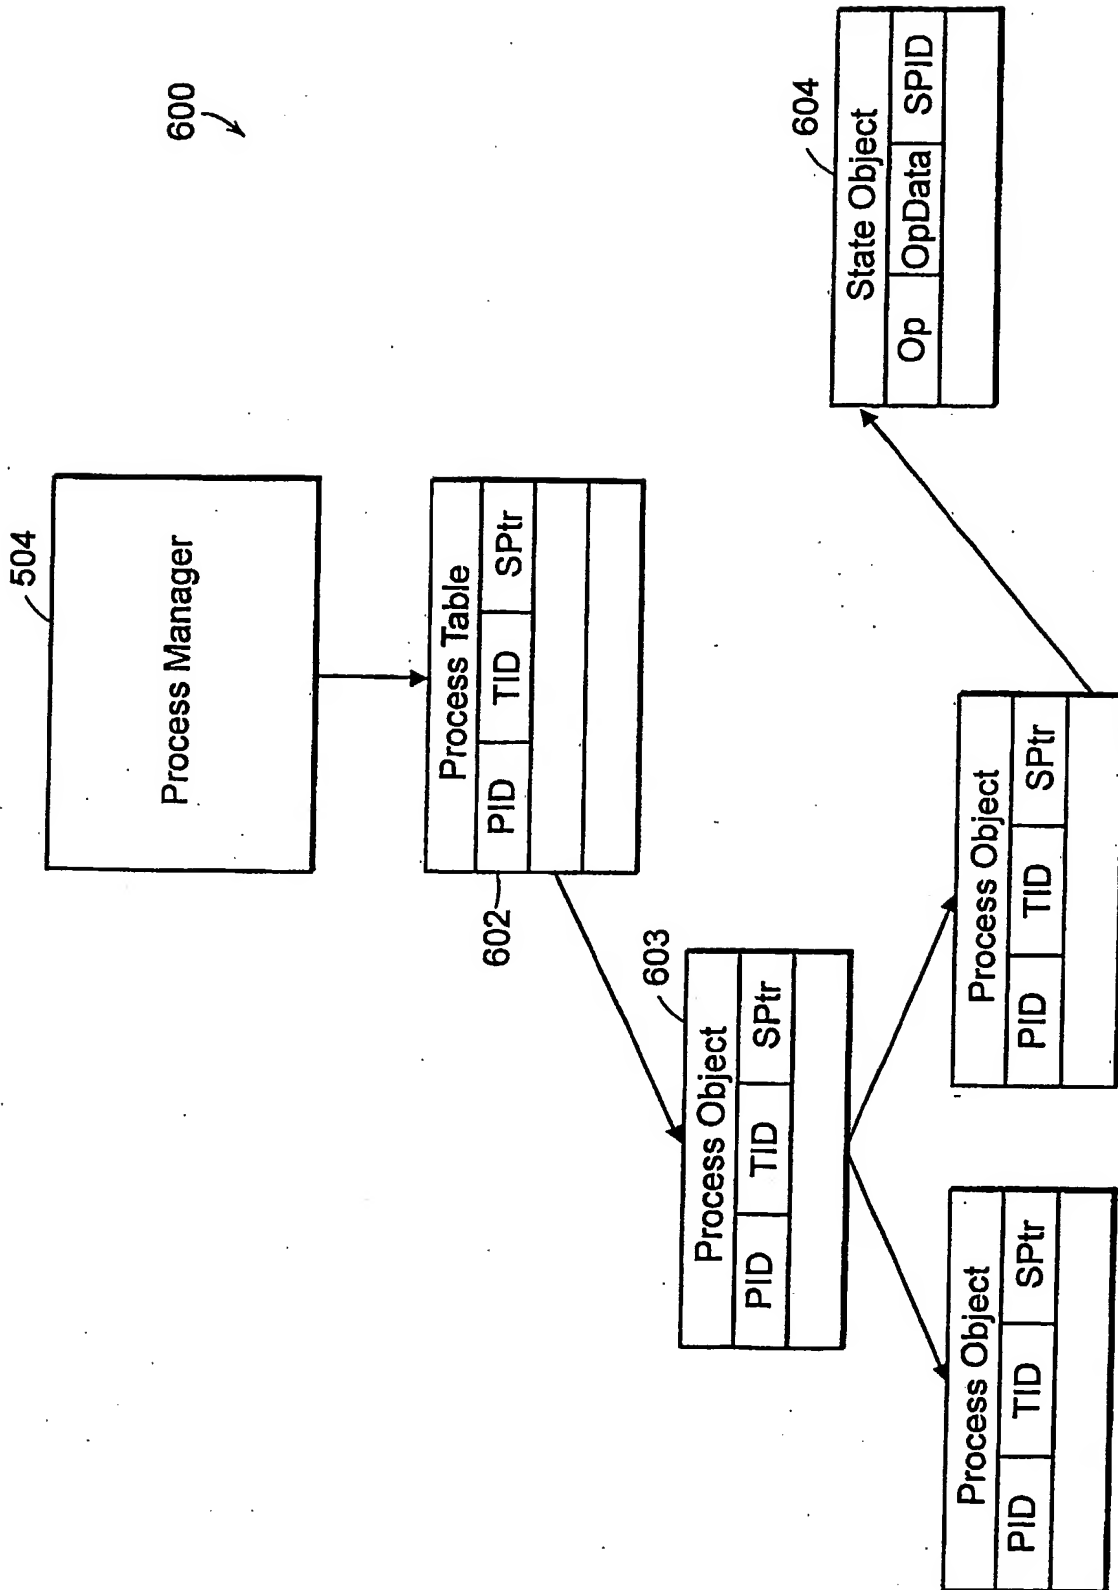 600
504
Process Manager
Process Table
PID TID SPtr
602
603
Process Object
PID TID SPtr
604
State Object
Op OpData SPID
Process Object
PID TID SPtr
Process Object
PID TID SPtr